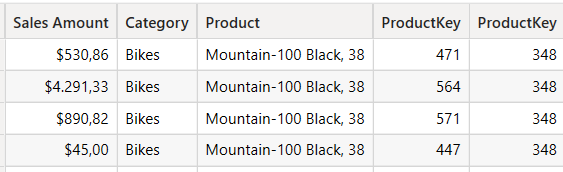 Sales Amount Category Product ProductKey ProductKey
$530,86 Bikes Mountain-100 Black, 38 471 348
$4.291,33 Bikes Mountain-100 Black, 38 564 348
$890,82 Bikes Mountain-100 Black, 38 571 348
$45,00 Bikes Mountain-100 Black, 38 447 348